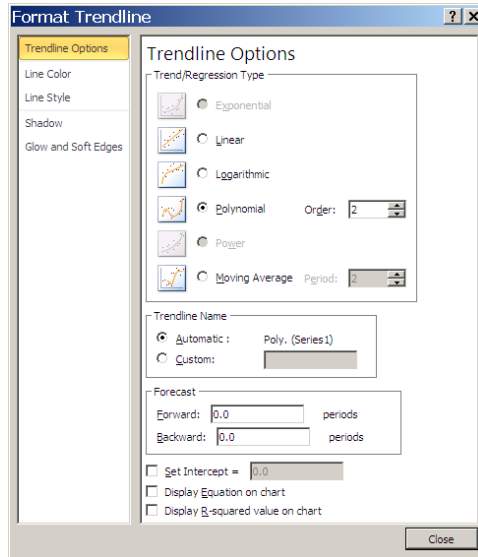 Format Trendline
? X
Trendline Options
Line Color
Line Style
Shadow
Glow and Soft Edges
Trendline Options
Trend/Regression Type
Exponential
Linear
Logarithmic
Polynomial Order: 2
Power
Moving Average Period: 2
Trendline Name
Automatic : Poly. (Series1)
Custom:
Forecast
Forward: 0.0 periods
Backward: 0.0 periods
Set Intercept = 0.0
Display Equation on chart
Display R-squared value on chart
Close